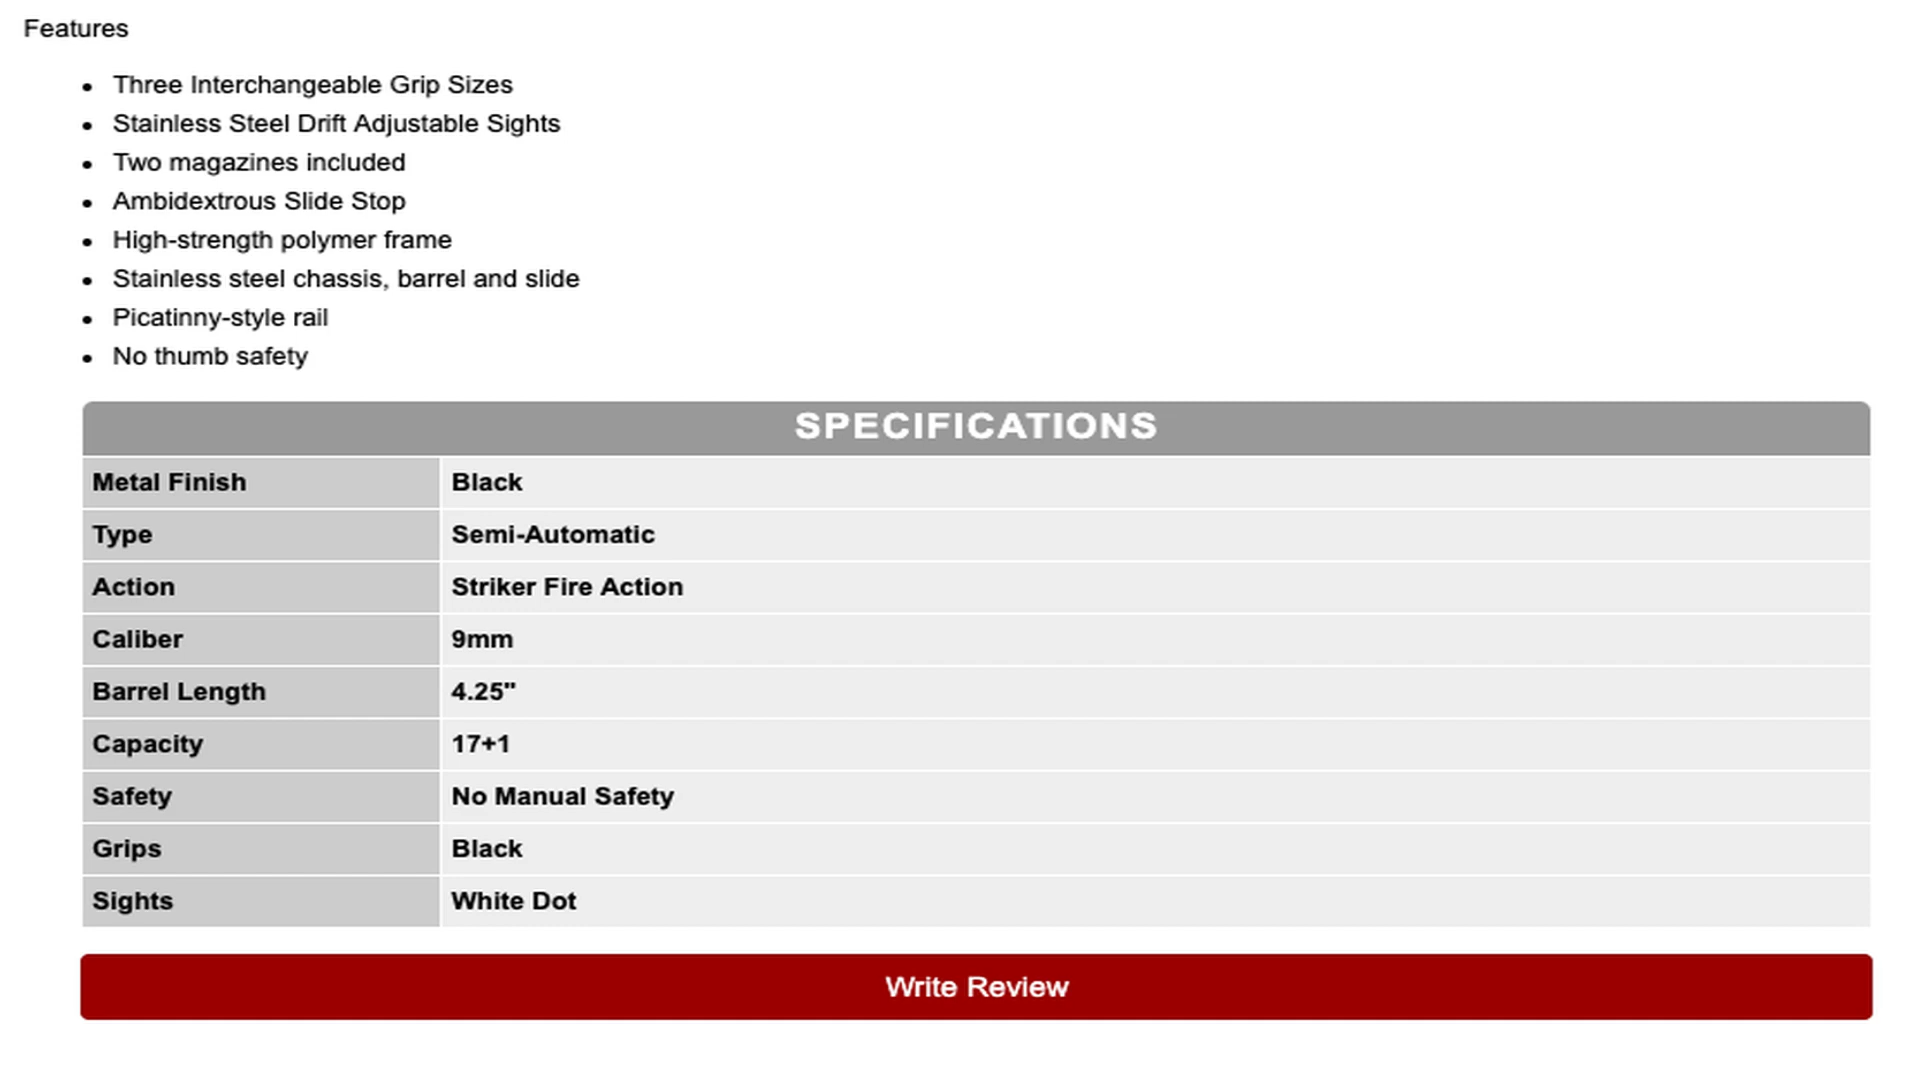 Features
• Three Interchangeable Grip Sizes
• Stainless Steel Drift Adjustable Sights
• Two magazines included
• Ambidextrous Slide Stop
• High-strength polymer frame
• Stainless steel chassis, barrel and slide
• Picatinny-style rail
• No thumb safety
SPECIFICATIONS
Metal Finish Black
Type Semi-Automatic
Action Striker Fire Action
Caliber 9mm
Barrel Length 4.25"
Capacity 17+1
Safety No Manual Safety
Grips Black
Sights White Dot
Write Review